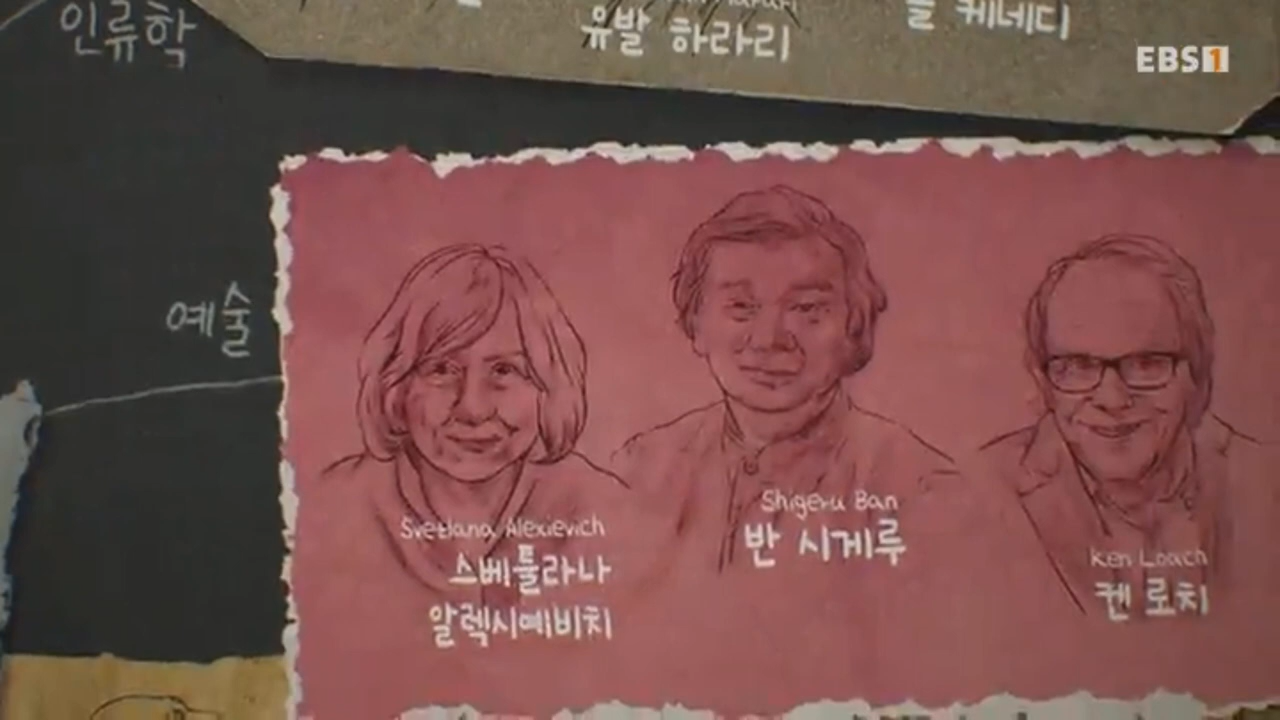 인류학
유발 하라리
폴 케네디
EBS1
예술
Svetlana Alexievich
스베틀라나
알렉시예비치
Shigeru Ban
반 시게루
Ken Loach
켄 로치